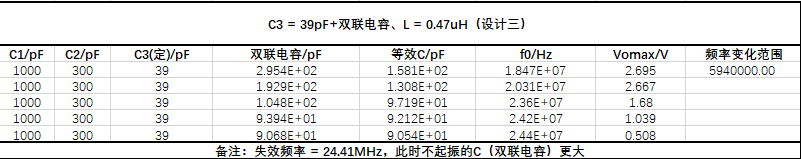 C3 = 39pF+双联电容、L = 0.47uH（设计三）
C1/pF C2/pF C3(定)/pF 双联电容/pF 等效C/pF f0/Hz Vomax/V 频率变化范围
1000 300 39 2.954E+02 1.581E+02 1.847E+07 2.695 5940000.00
1000 300 39 1.929E+02 1.308E+02 2.031E+07 2.667
1000 300 39 1.048E+02 9.719E+01 2.36E+07 1.68
1000 300 39 9.394E+01 9.212E+01 2.42E+07 1.039
1000 300 39 9.068E+01 9.054E+01 2.44E+07 0.508
备注：失效频率 = 24.41MHz，此时不起振的C（双联电容）更大